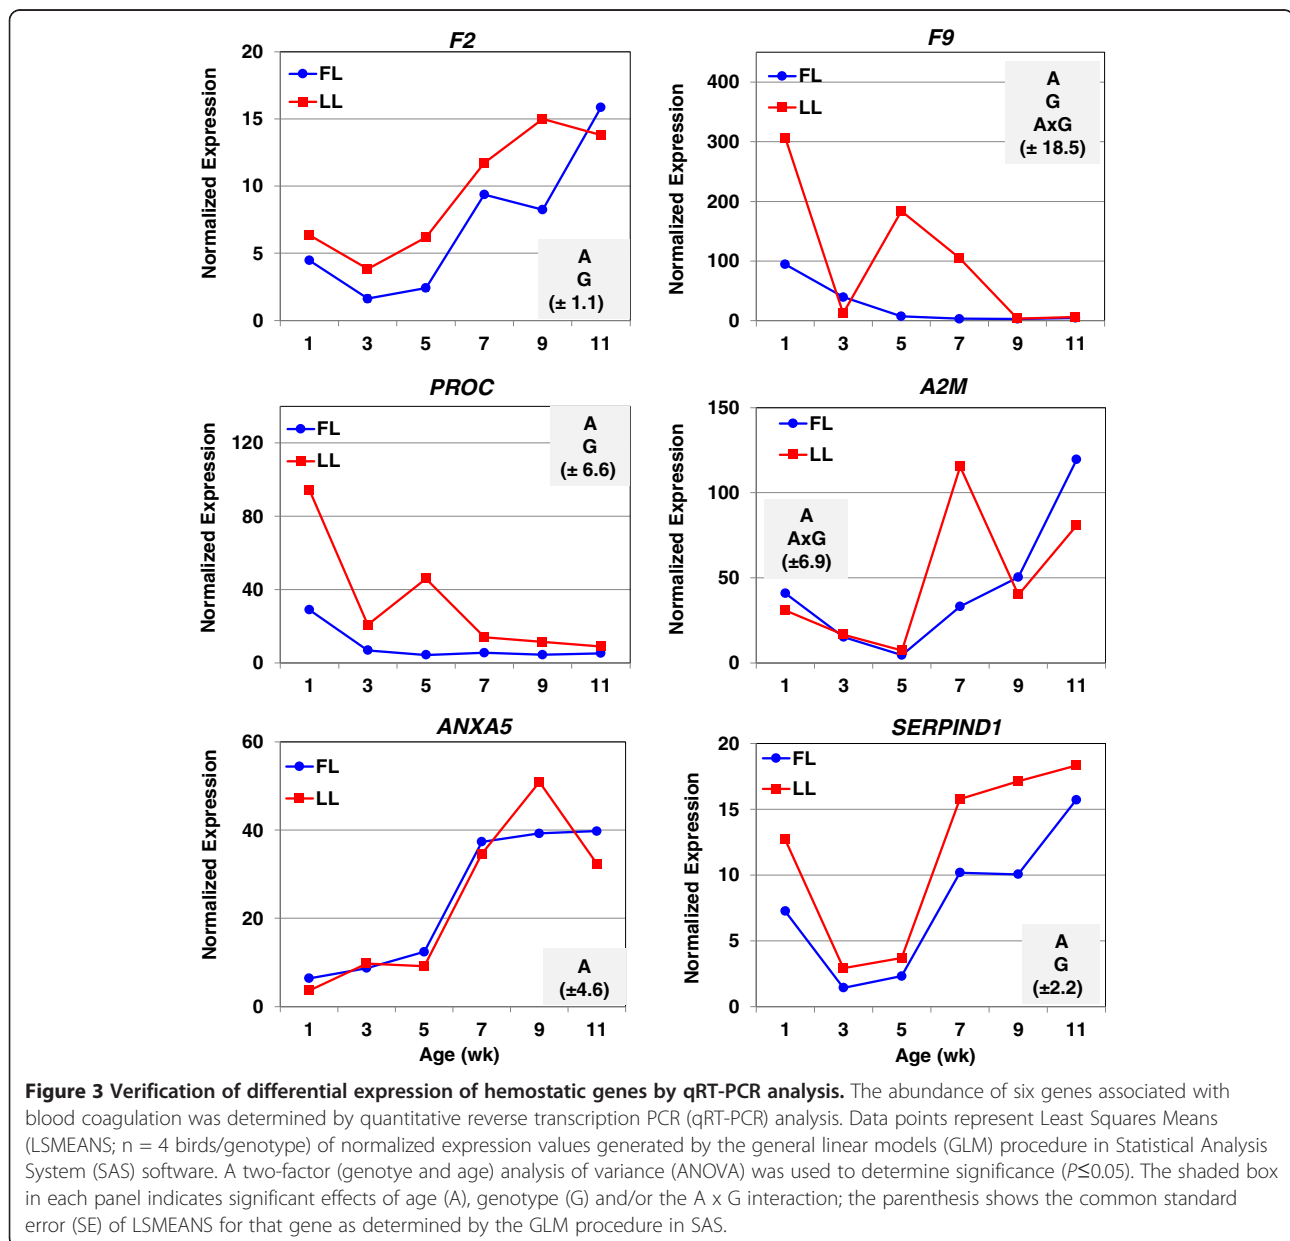 F2
20
15
10
5
0
Normalized Expression
FL
LL
A
G
(± 1.1)
1 3 5 7 9 11
F9
400
300
200
100
0
Normalized Expression
FL
LL
A
G
AxG
(± 18.5)
1 3 5 7 9 11
PROC
120
80
40
0
Normalized Expression
FL
LL
A
G
(± 6.6)
1 3 5 7 9 11
A2M
150
100
50
0
Normalized Expression
FL
LL
A
AxG
(±6.9)
1 3 5 7 9 11
ANXA5
60
40
20
0
Normalized Expression
FL
LL
A
(±4.6)
1 3 5 7 9 11
Age (wk)
SERPIND1
20
15
10
5
0
Normalized Expression
FL
LL
A
G
(±2.2)
1 3 5 7 9 11
Age (wk)
Figure 3 Verification of differential expression of hemostatic genes by qRT-PCR analysis. The abundance of six genes associated with
blood coagulation was determined by quantitative reverse transcription PCR (qRT-PCR) analysis. Data points represent Least Squares Means
(LSMEANS; n = 4 birds/genotype) of normalized expression values generated by the general linear models (GLM) procedure in Statistical Analysis
System (SAS) software. A two-factor (genotye and age) analysis of variance (ANOVA) was used to determine significance (P≤0.05). The shaded box
in each panel indicates significant effects of age (A), genotype (G) and/or the A x G interaction; the parenthesis shows the common standard
error (SE) of LSMEANS for that gene as determined by the GLM procedure in SAS.